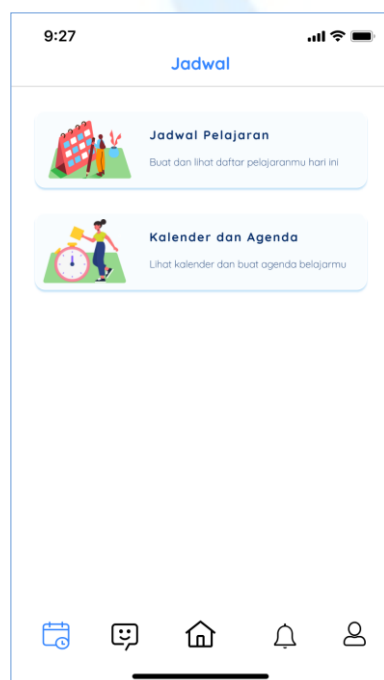 9:27
Jadwal
Jadwal Pelajaran
Buat dan lihat daftar pelajaranmu hari ini
Kalender dan Agenda
Lihat kalender dan buat agenda belajarmu